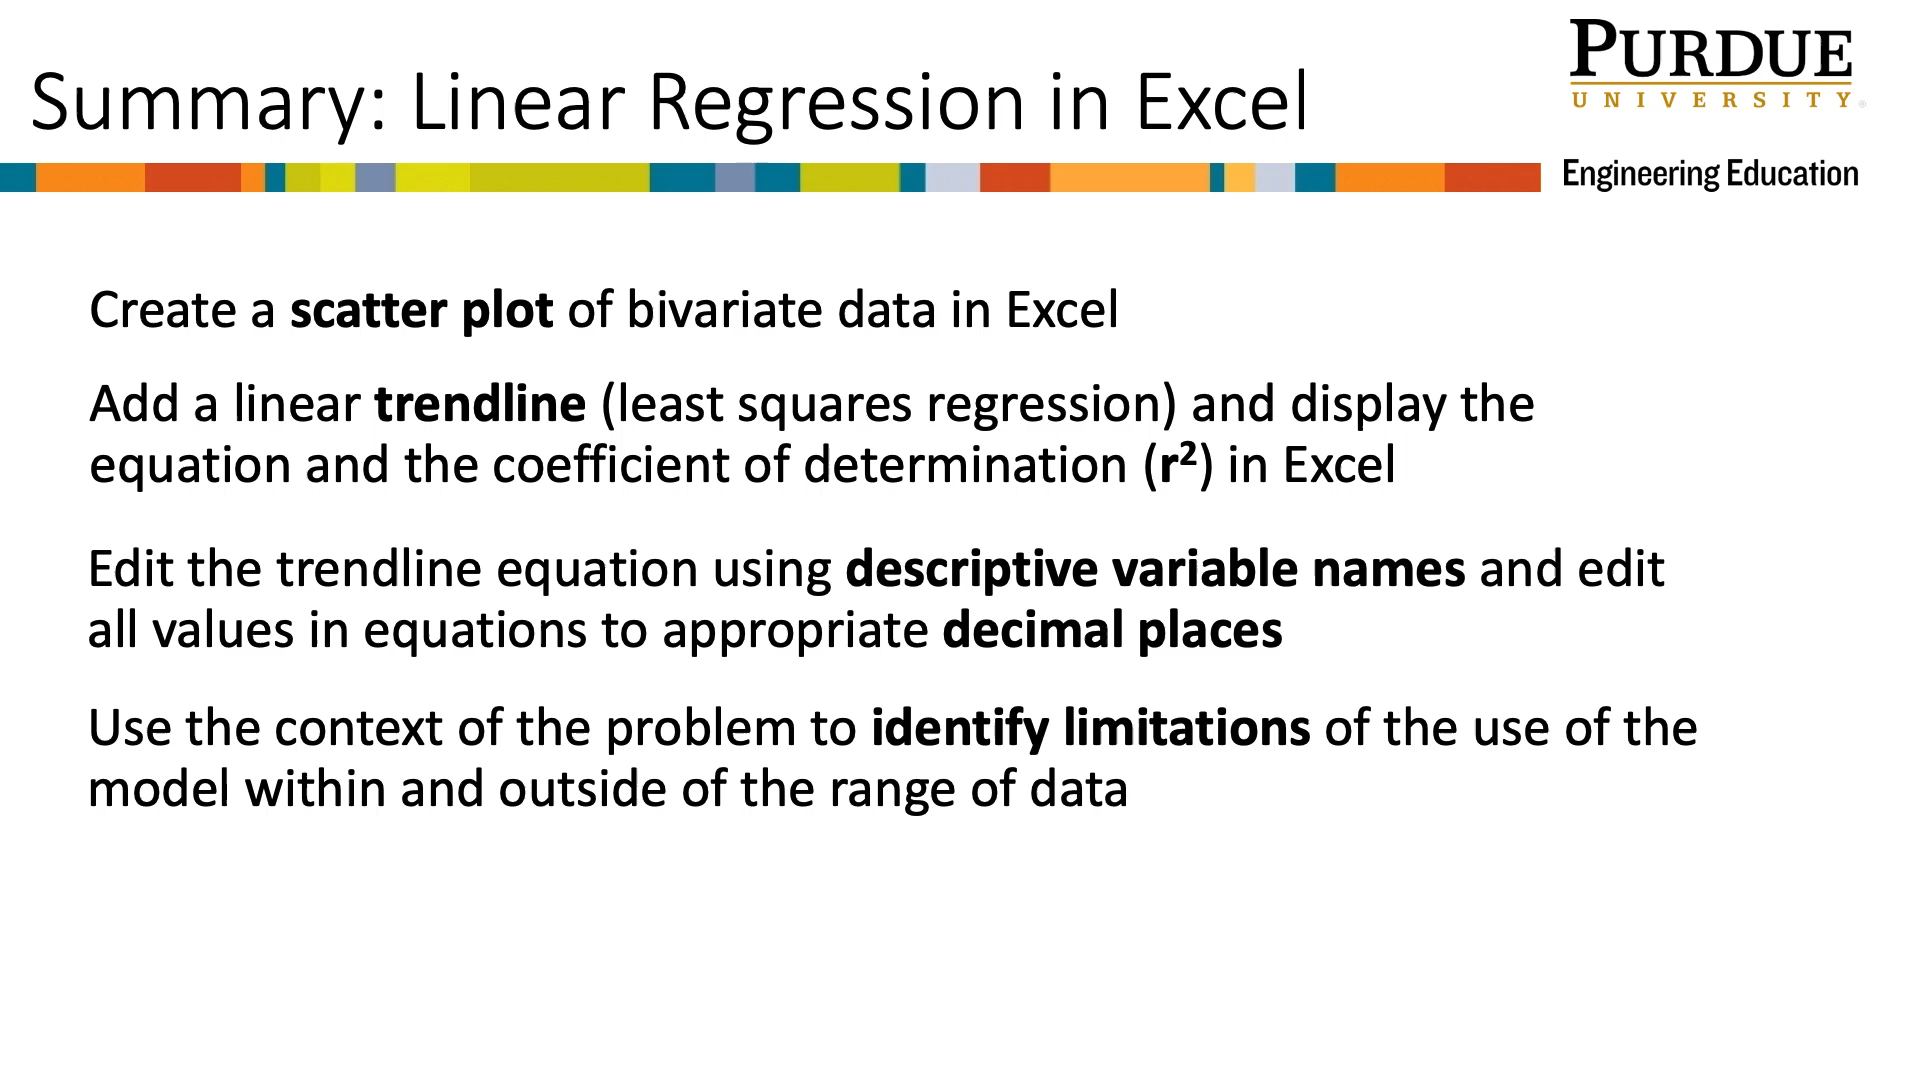 PURDUE
UNIVERSITY®
Summary: Linear Regression in Excel
Engineering Education
Create a scatter plot of bivariate data in Excel
Add a linear trendline (least squares regression) and display the
equation and the coefficient of determination (r²) in Excel
Edit the trendline equation using descriptive variable names and edit
all values in equations to appropriate decimal places
Use the context of the problem to identify limitations of the use of the
model within and outside of the range of data